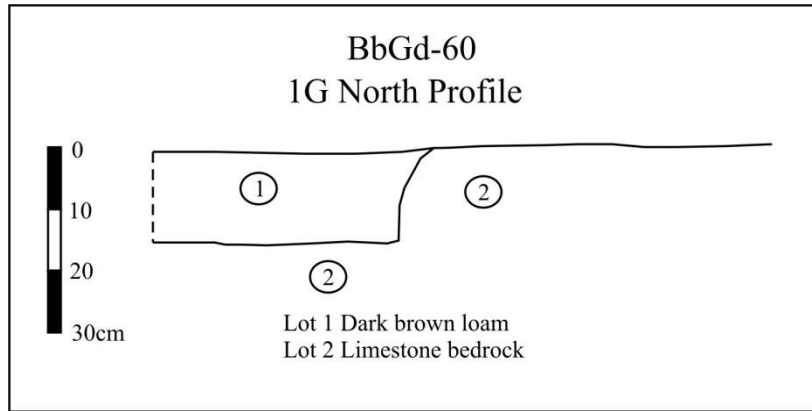 BbGd-60
1G North Profile
0
10
20
30cm
1
2
2
Lot 1 Dark brown loam
Lot 2 Limestone bedrock